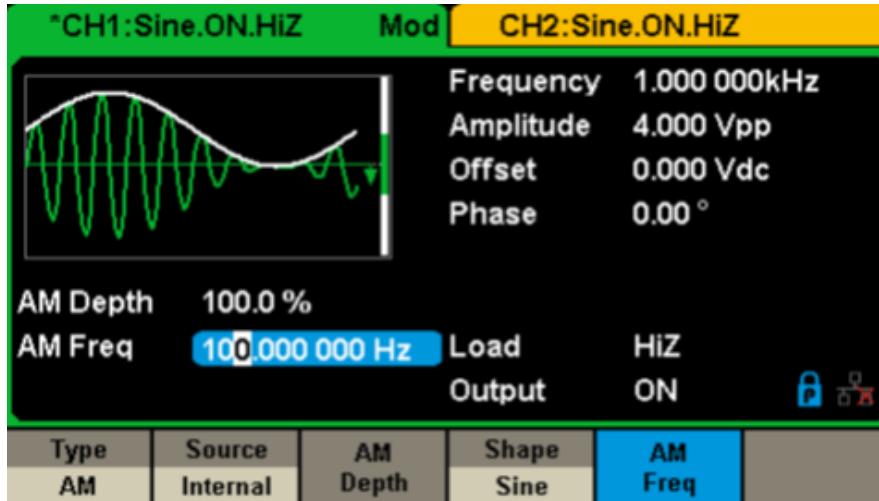 *CH1:Sine.ON.HiZ Mod CH2:Sine.ON.HiZ
Frequency 1.000 000kHz
Amplitude 4.000 Vpp
Offset 0.000 Vdc
Phase 0.00 °
AM Depth 100.0 %
AM Freq 100.000 000 Hz Load HiZ
Output ON P
Type Source AM Depth Shape AM Freq
AM Internal Sine